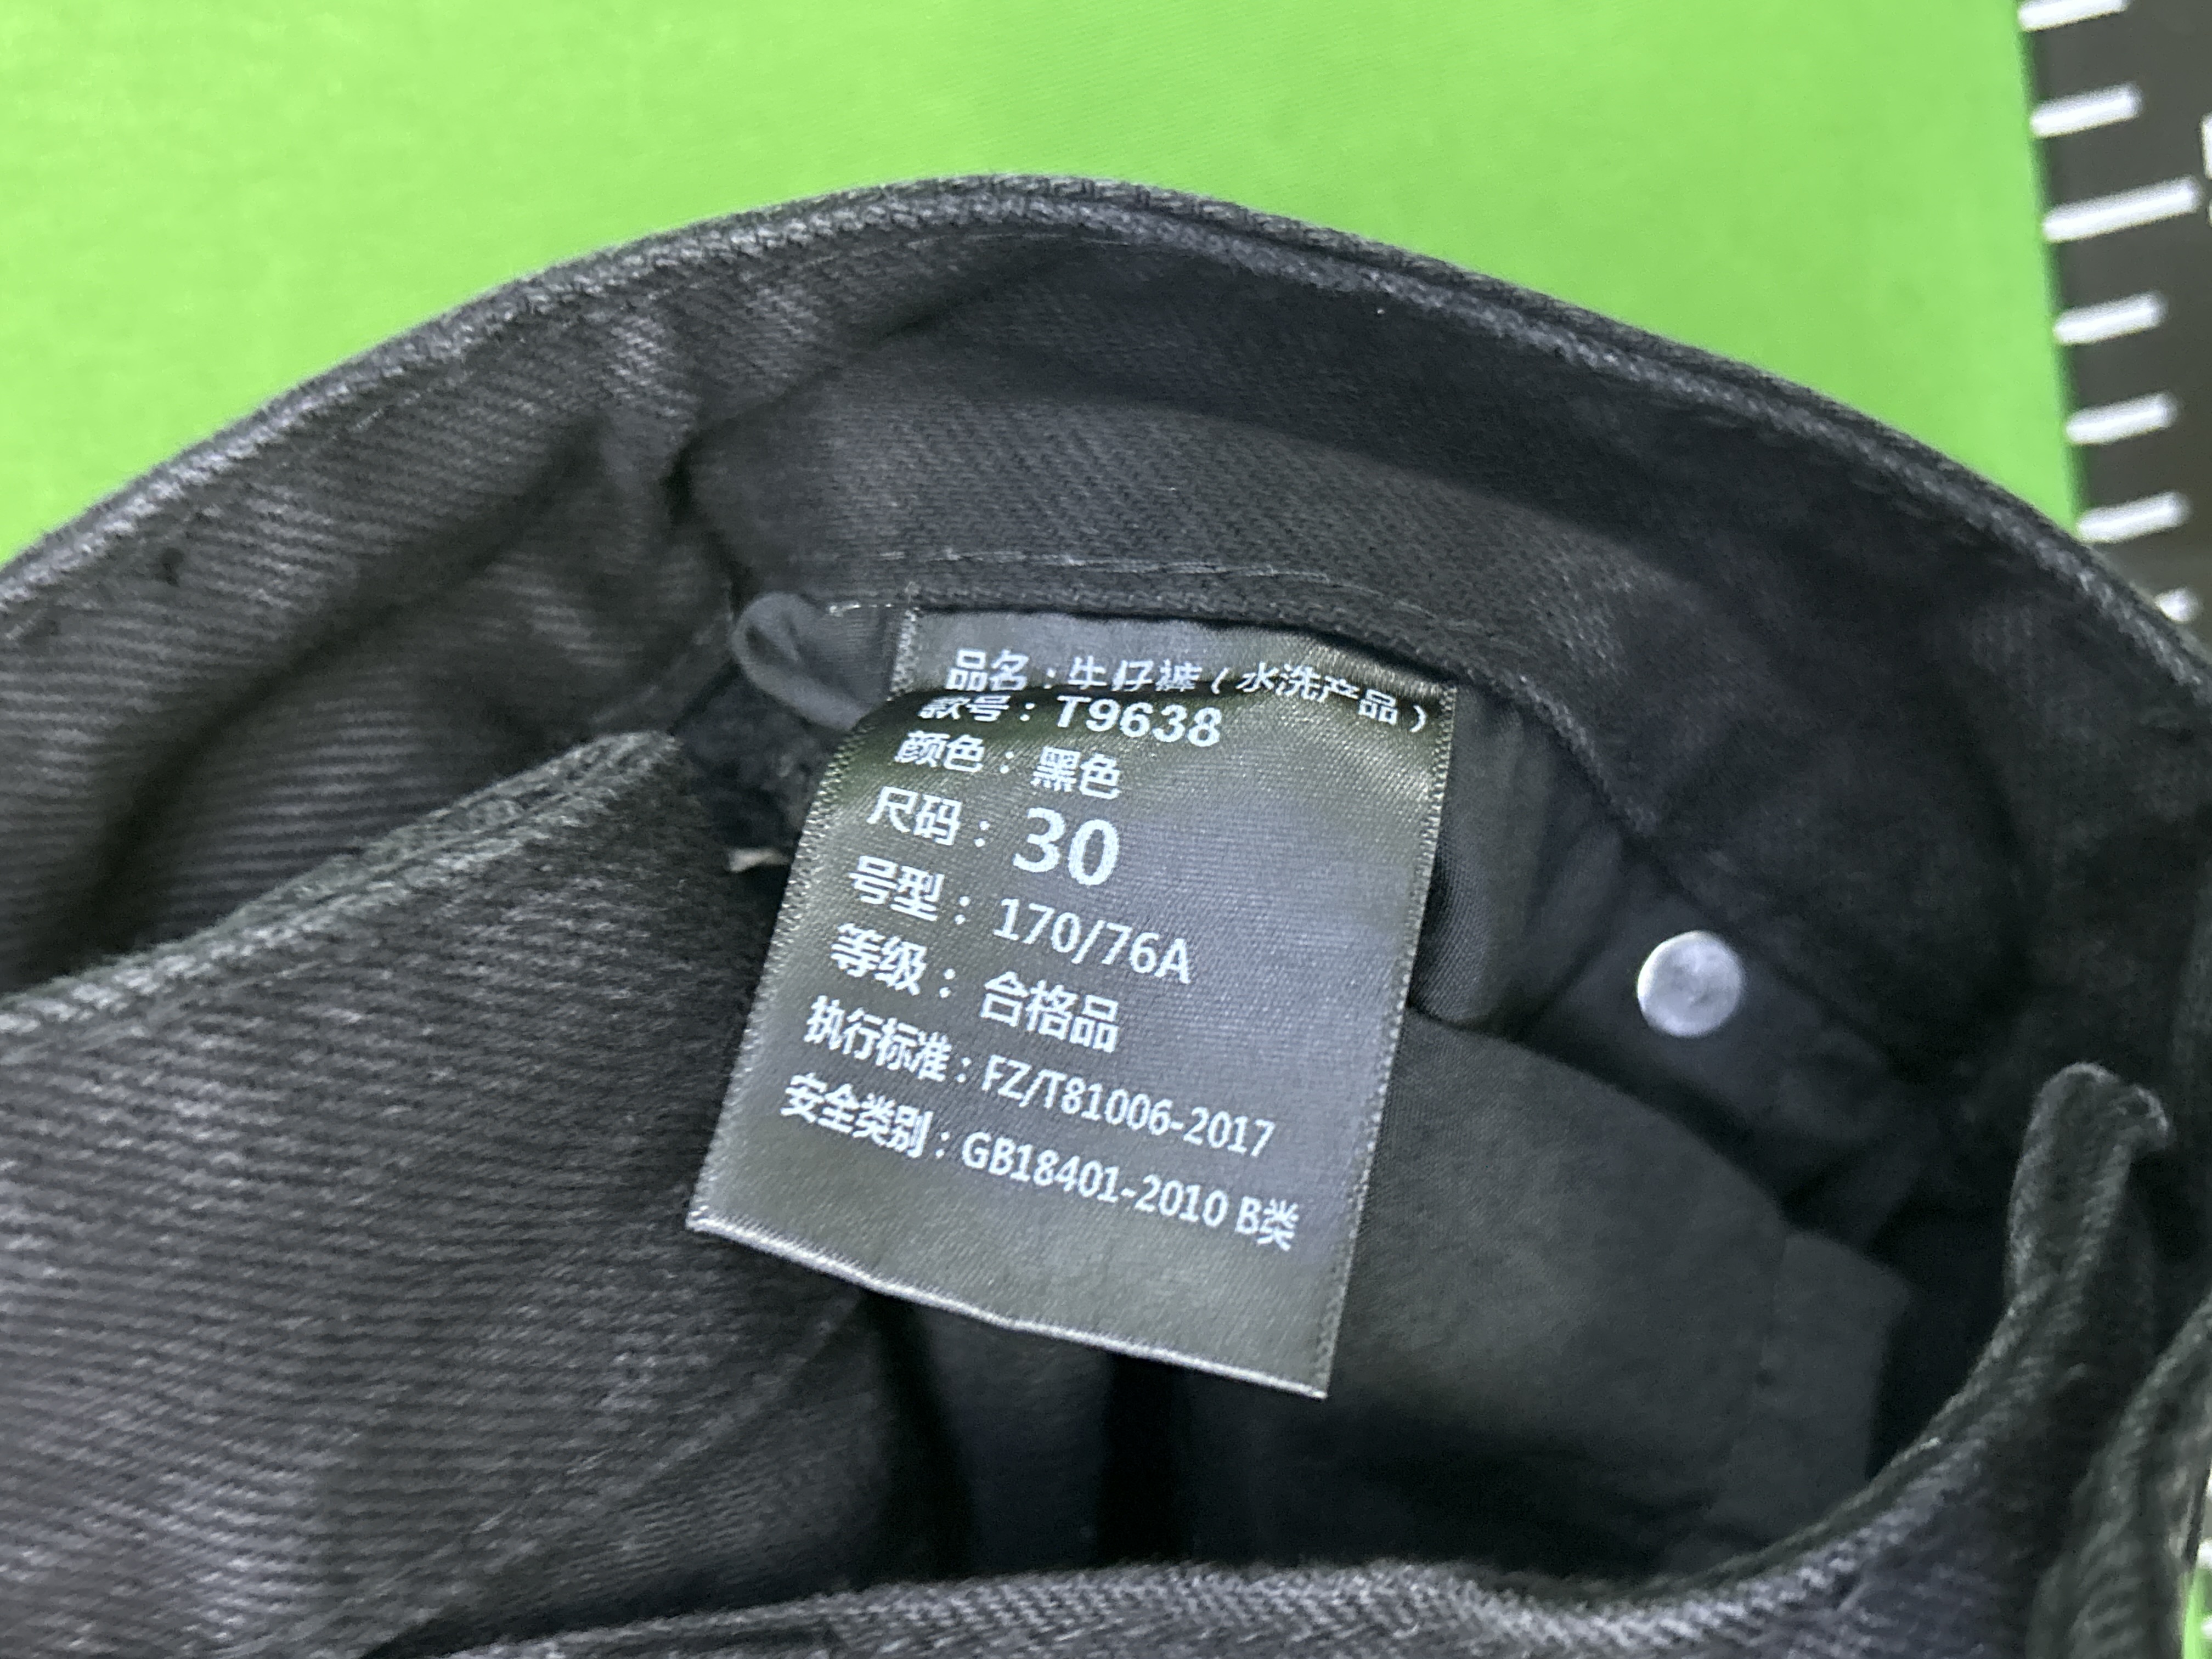 品名：牛仔裤（水洗产品）
款号：T9638
颜色：黑色
尺码：30
号型：170/76A
等级：合格品
执行标准：FZ/T81006-2017
安全类别：GB18401-2010 B类